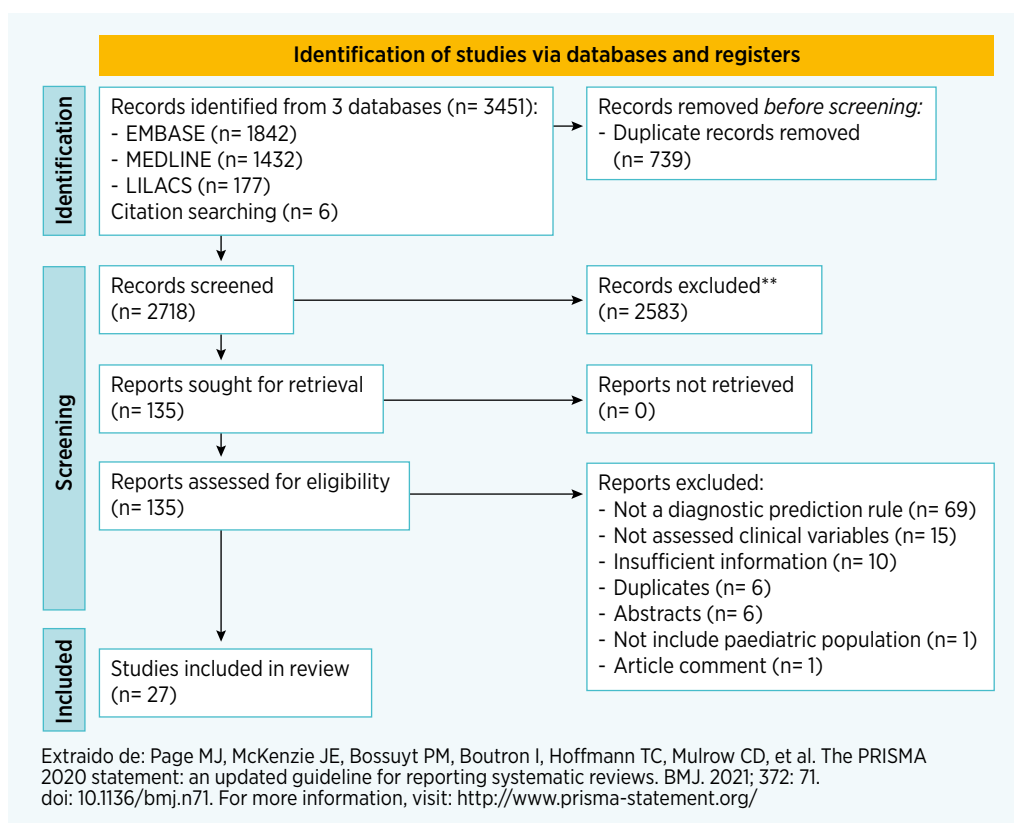 Identification of studies via databases and registers
Identification
Records identified from 3 databases (n= 3451):
- EMBASE (n= 1842)
- MEDLINE (n= 1432)
- LILACS (n= 177)
Citation searching (n= 6)
Records removed before screening:
- Duplicate records removed
(n= 739)
Screening
Records screened
(n= 2718)
Records excluded**
(n= 2583)
Reports sought for retrieval
(n= 135)
Reports not retrieved
(n= 0)
Reports assessed for eligibility
(n= 135)
Reports excluded:
- Not a diagnostic prediction rule (n= 69)
- Not assessed clinical variables (n= 15)
- Insufficient information (n= 10)
- Duplicates (n= 6)
- Abstracts (n= 6)
- Not include paediatric population (n= 1)
- Article comment (n= 1)
Included
Studies included in review
(n= 27)
Extraido de: Page MJ, McKenzie JE, Bossuyt PM, Boutron I, Hoffmann TC, Mulrow CD, et al. The PRISMA
2020 statement: an updated guideline for reporting systematic reviews. BMJ. 2021; 372: 71.
doi: 10.1136/bmj.n71. For more information, visit: http://www.prisma-statement.org/